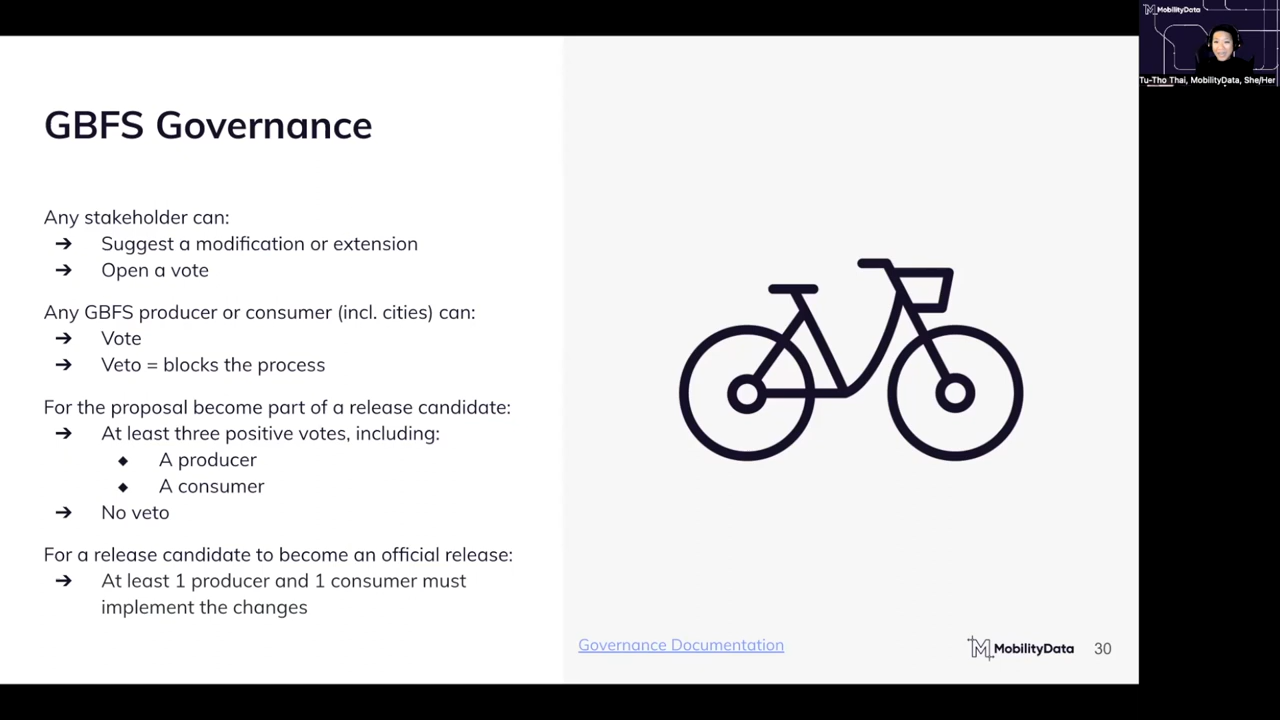 MobilityData
Tu-Tho Thai, MobilityData, She/Her
GBFS Governance
Any stakeholder can:
➔ Suggest a modification or extension
➔ Open a vote
Any GBFS producer or consumer (incl. cities) can:
➔ Vote
➔ Veto = blocks the process
For the proposal become part of a release candidate:
➔ At least three positive votes, including:
◆ A producer
◆ A consumer
➔ No veto
For a release candidate to become an official release:
➔ At least 1 producer and 1 consumer must
implement the changes
Governance Documentation
MobilityData
30